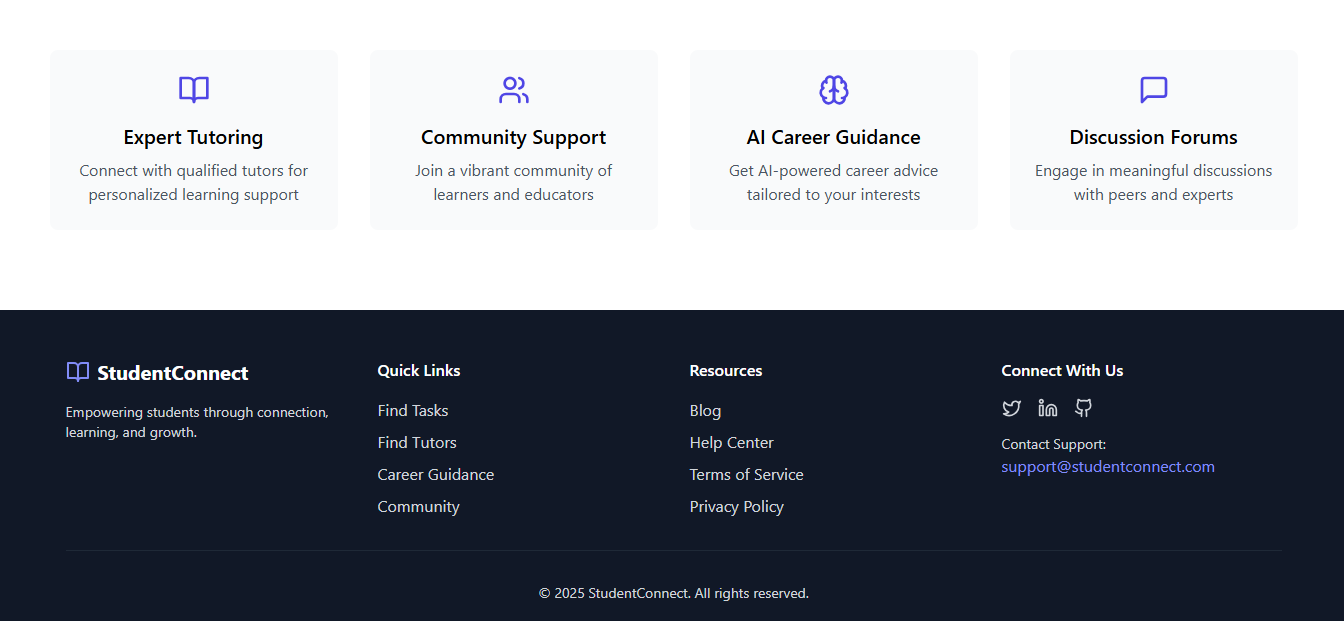 Expert Tutoring
Connect with qualified tutors for
personalized learning support
Community Support
Join a vibrant community of
learners and educators
AI Career Guidance
Get AI-powered career advice
tailored to your interests
Discussion Forums
Engage in meaningful discussions
with peers and experts
StudentConnect
Empowering students through connection,
learning, and growth.
Quick Links
Find Tasks
Find Tutors
Career Guidance
Community
Resources
Blog
Help Center
Terms of Service
Privacy Policy
Connect With Us
Contact Support:
support@studentconnect.com
© 2025 StudentConnect. All rights reserved.